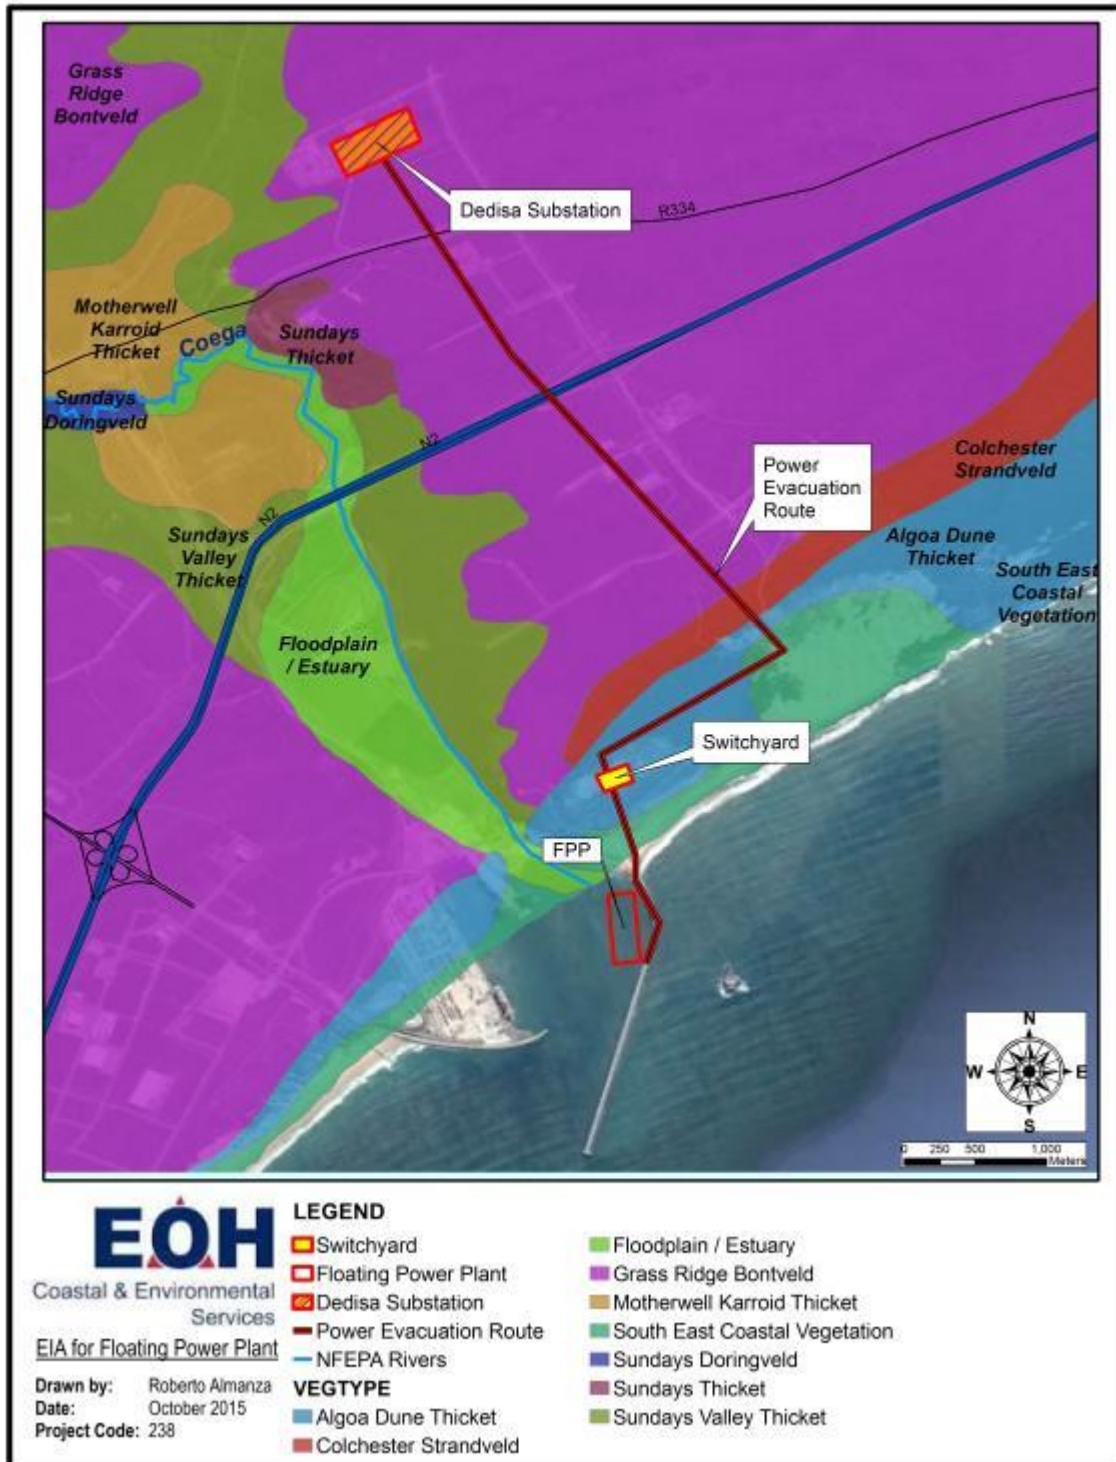 Grass
Ridge
Bontveld
Dedisa Substation
R334
Motherwell
Karroid
Thicket
Coega
Sundays
Thicket
Sundays
Doringveld
N2
Colchester
Strandveld
Power
Evacuation
Route
N2
Sundays
Valley
Thicket
Algoa Dune
Thicket
South East
Coastal
Vegetation
Floodplain
/ Estuary
Switchyard
FPP
N
W
E
S
0 250 500 1,000
Meters
EOH
Coastal & Environmental
Services
EIA for Floating Power Plant
Drawn by: Roberto Almanza
Date: October 2015
Project Code: 238
LEGEND
Switchyard
Floating Power Plant
Dedisa Substation
Power Evacuation Route
NFEPA Rivers
VEGTYPE
Algoa Dune Thicket
Colchester Strandveld
Floodplain / Estuary
Grass Ridge Bontveld
Motherwell Karroid Thicket
South East Coastal Vegetation
Sundays Doringveld
Sundays Thicket
Sundays Valley Thicket